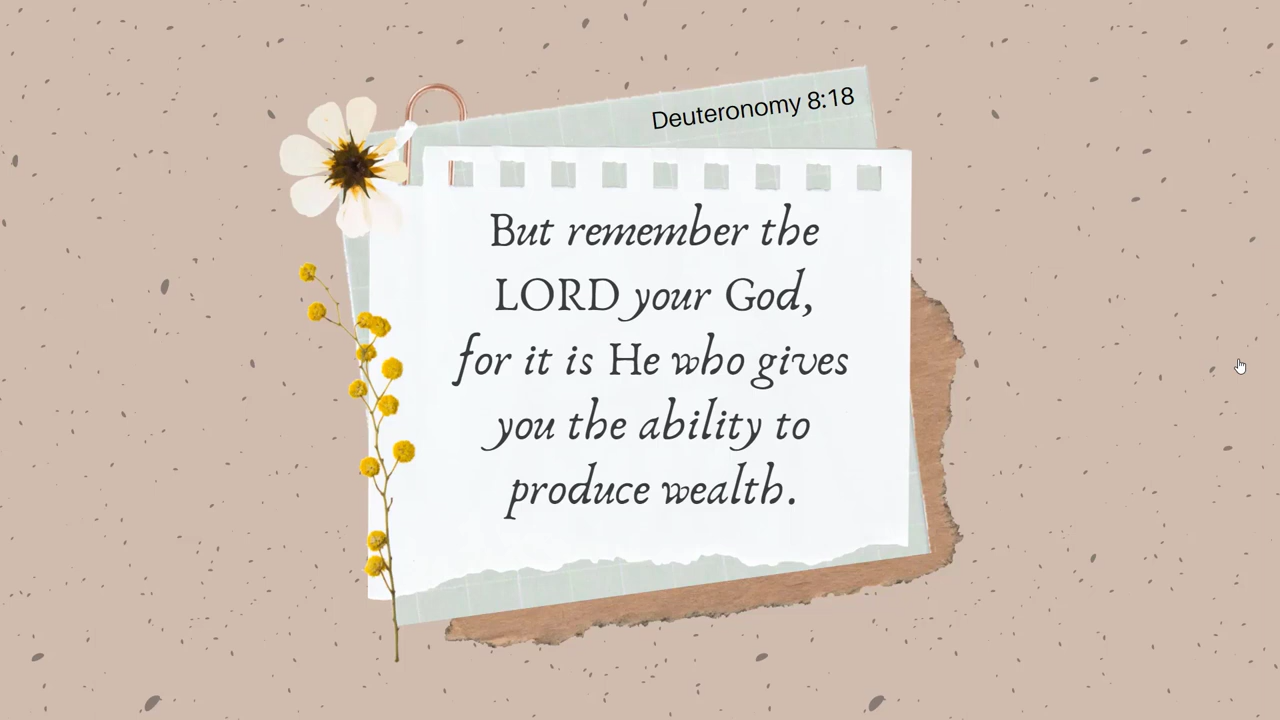 Deuteronomy 8:18
But remember the
LORD your God,
for it is He who gives
you the ability to
produce wealth.